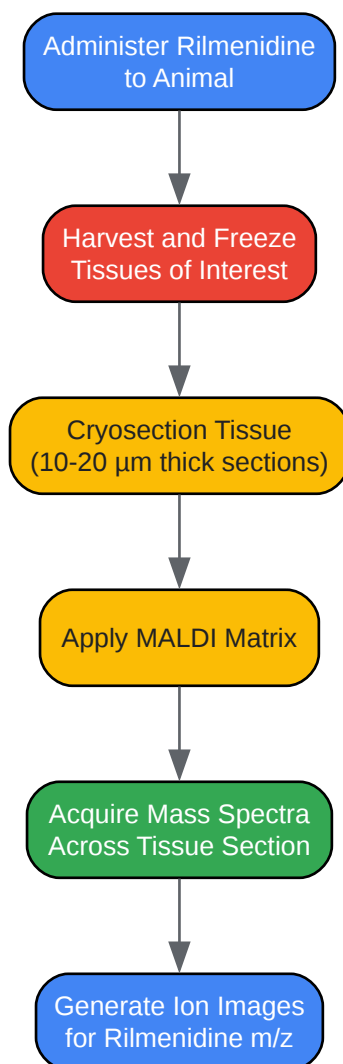 Administer Rilmenidine
to Animal
Harvest and Freeze
Tissues of Interest
Cryosection Tissue
(10-20 µm thick sections)
Apply MALDI Matrix
Acquire Mass Spectra
Across Tissue Section
Generate Ion Images
for Rilmenidine m/z